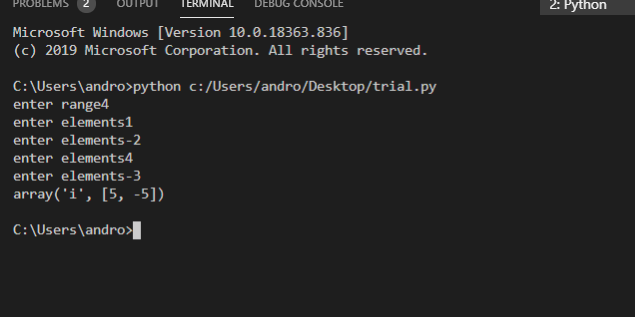 PROBLEMS 2 OUTPUT TERMINAL DEBUG CONSOLE 2: Python
Microsoft Windows [Version 10.0.18363.836]
(c) 2019 Microsoft Corporation. All rights reserved.
C:\Users\andro>python c:/Users/andro/Desktop/trial.py
enter range4
enter elements1
enter elements-2
enter elements4
enter elements-3
array('i', [5, -5])
C:\Users\andro>